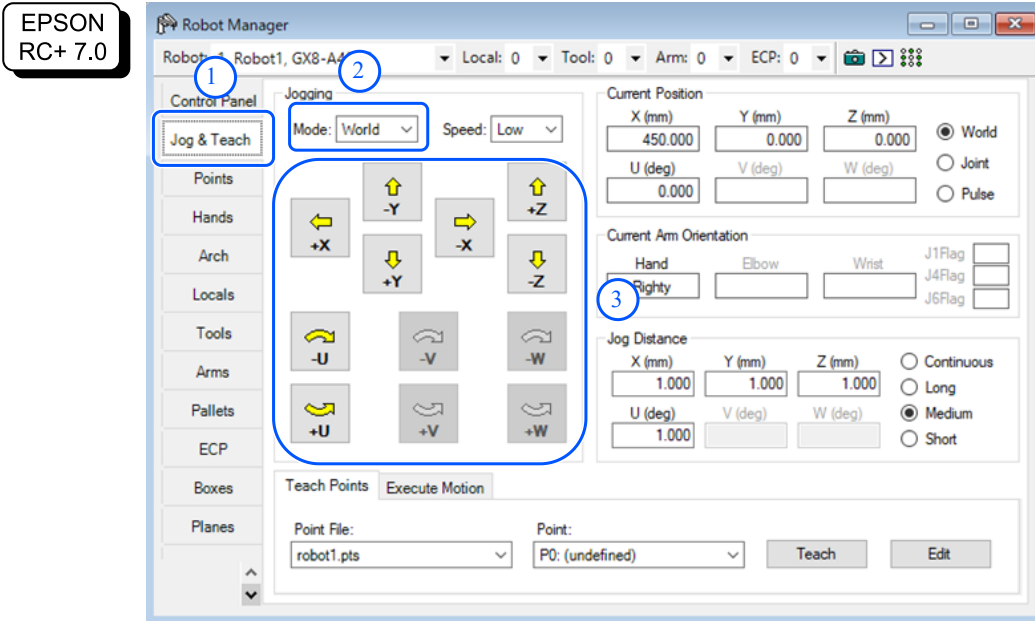 EPSON
RC+ 7.0
Robot Manager
Robot: 1, Robot1, GX8-A4
Local: 0
Tool: 0
Arm: 0
ECP: 0
1
2
Control Panel
Jog & Teach
Points
Hands
Arch
Locals
Tools
Arms
Pallets
ECP
Boxes
Planes
Jogging
Mode: World
Speed: Low
-Y
+Z
+X
-X
+Y
-Z
-U
-V
-W
+U
+V
+W
Current Position
X (mm)
Y (mm)
Z (mm)
450.000
0.000
0.000
U (deg)
V (deg)
W (deg)
0.000
World
Joint
Pulse
Current Arm Orientation
Hand
Elbow
Wrist
Righty
J1Flag
J4Flag
J6Flag
3
Jog Distance
X (mm)
Y (mm)
Z (mm)
1.000
1.000
1.000
U (deg)
V (deg)
W (deg)
1.000
Continuous
Long
Medium
Short
Teach Points
Execute Motion
Point File:
robot1.pts
Point:
P0: (undefined)
Teach
Edit